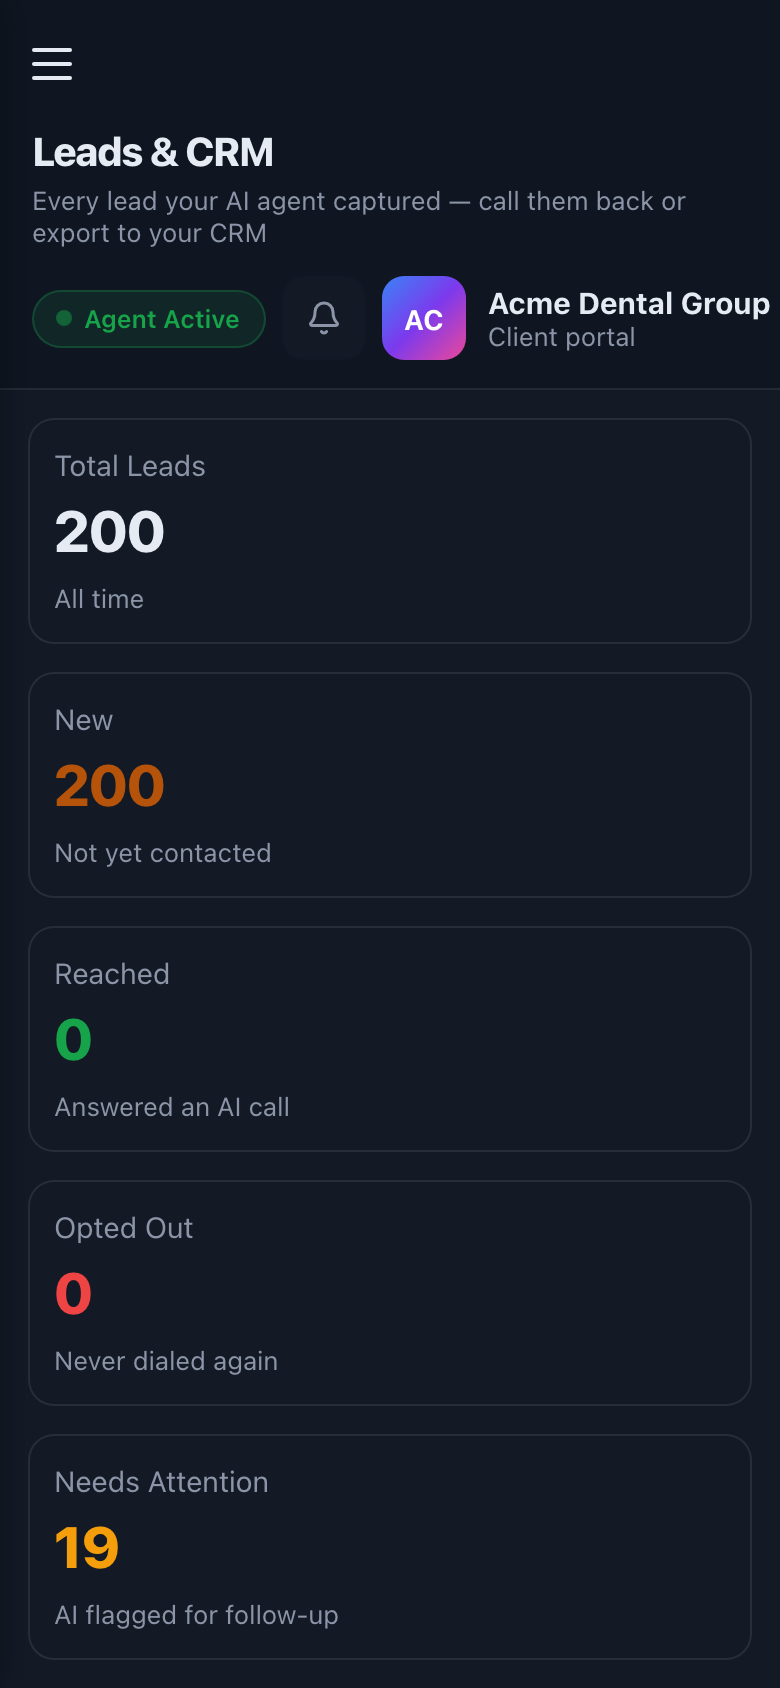 Leads & CRM
Every lead your AI agent captured — call them back or
export to your CRM
Agent Active
AC
Acme Dental Group
Client portal
Total Leads
200
All time
New
200
Not yet contacted
Reached
0
Answered an AI call
Opted Out
0
Never dialed again
Needs Attention
19
AI flagged for follow-up